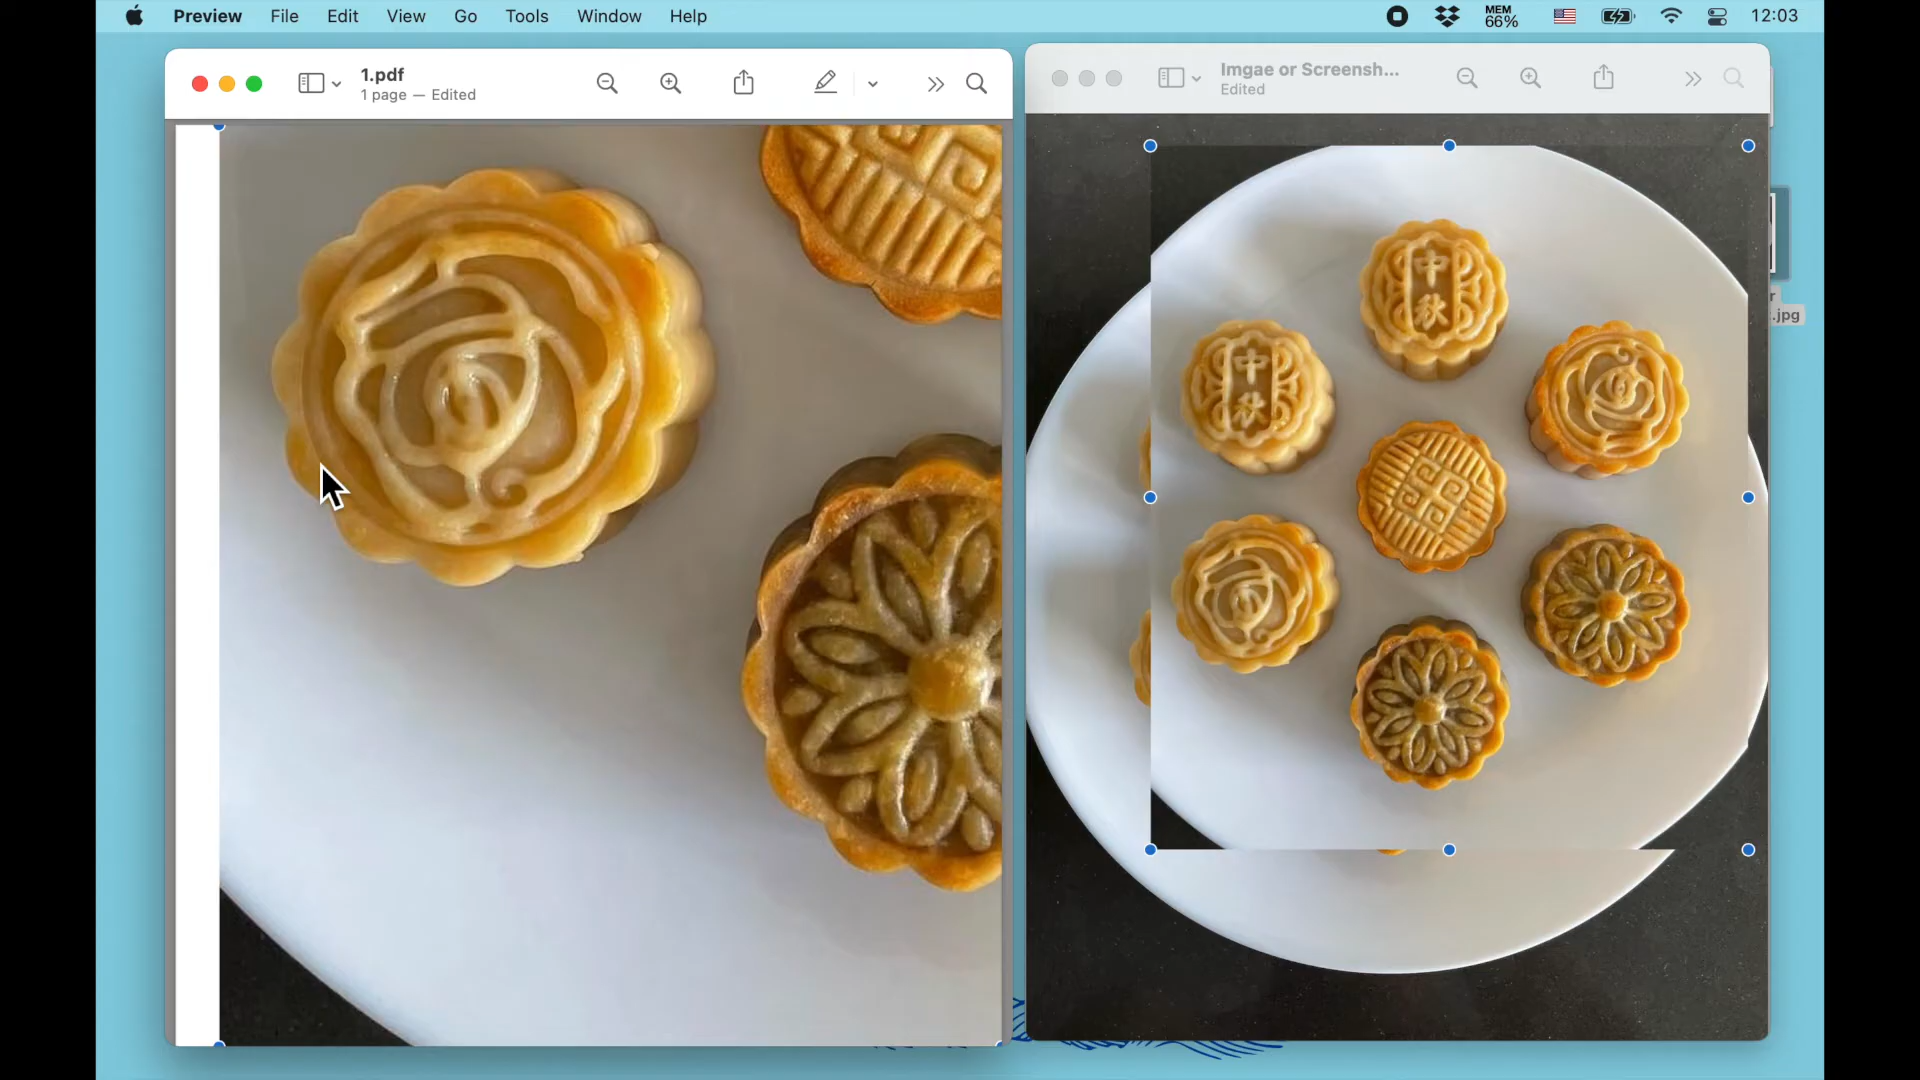 Preview File Edit View Go Tools Window Help MEM 66% 12:03
1.pdf
1 page — Edited
Imgae or Screensh...
Edited
中秋
中秋
r
.jpg